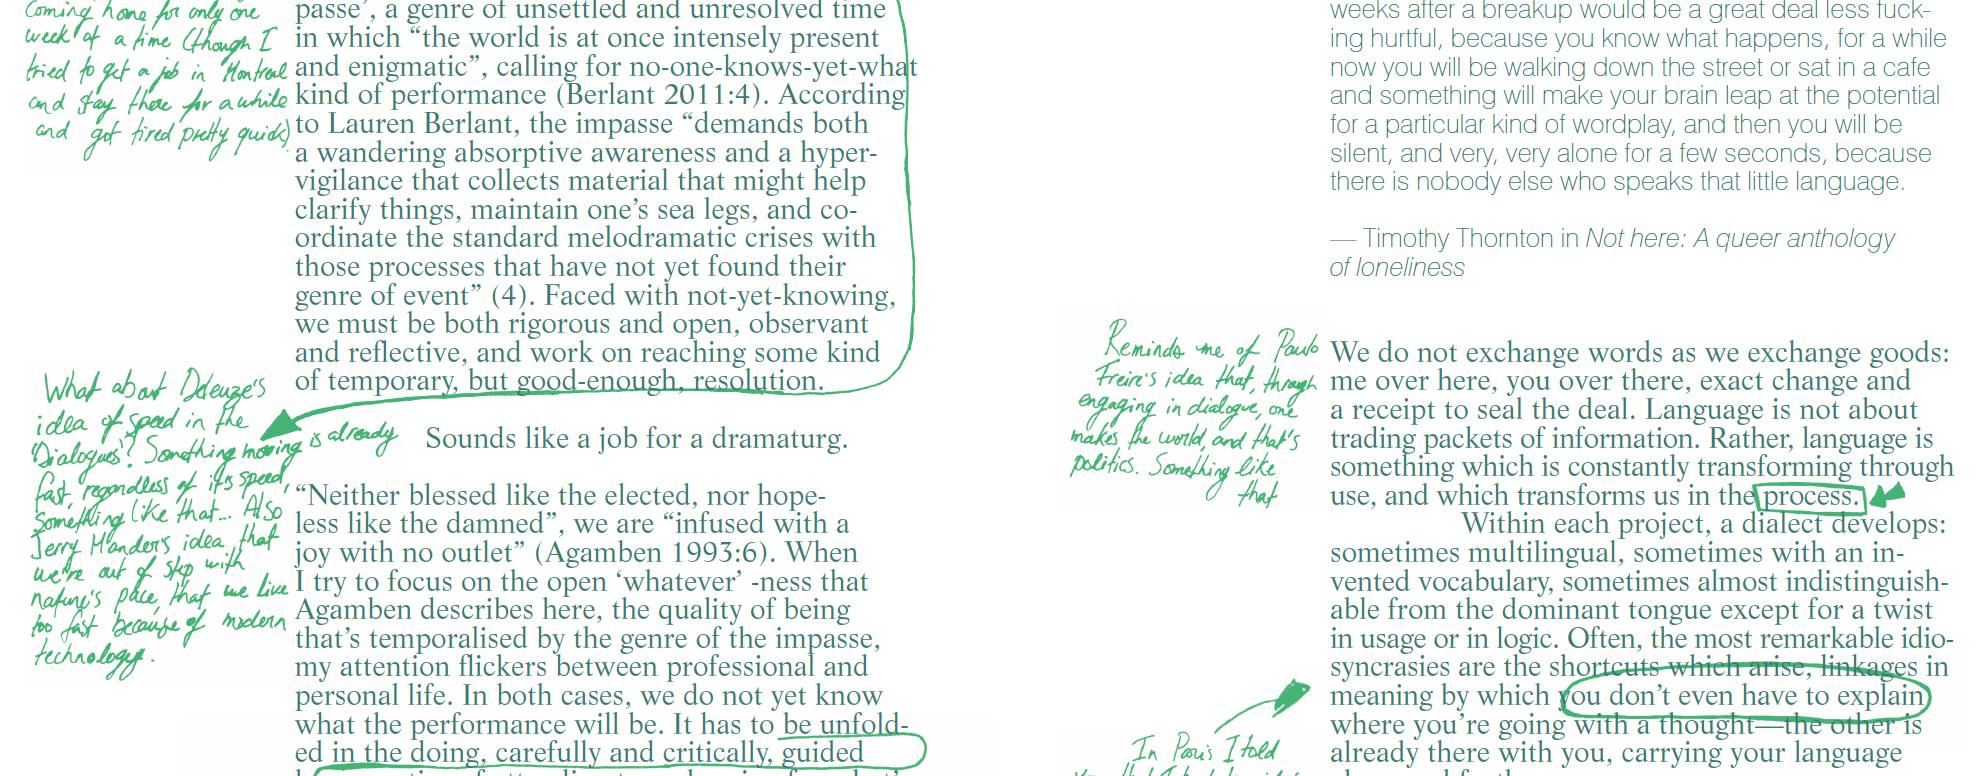 coming home for only one
week at a time (though I
tried to get a job in Montreal
and stay there for a while
and got tired pretty quick)
passe’, a genre of unsettled and unresolved time
in which “the world is at once intensely present
and enigmatic”, calling for no-one-knows-yet-what
kind of performance (Berlant 2011:4). According
to Lauren Berlant, the impasse “demands both
a wandering absorptive awareness and a hyper-
vigilance that collects material that might help
clarify things, maintain one’s sea legs, and co-
ordinate the standard melodramatic crises with
those processes that have not yet found their
genre of event” (4). Faced with not-yet-knowing,
we must be both rigorous and open, observant
and reflective, and work on reaching some kind
of temporary, but good-enough, resolution.
What about Deleuze's
idea of speed in the
'Dialogues'? Something moving is already
fast, regardless of its speed,
something like that... Also
Jerry Mander's idea that
we're out of step with
nature's pace, that we live
too fast because of modern
technology.
Sounds like a job for a dramaturg.
“Neither blessed like the elected, nor hope-
less like the damned”, we are “infused with a
joy with no outlet” (Agamben 1993:6). When
I try to focus on the open ‘whatever’ -ness that
Agamben describes here, the quality of being
that’s temporalised by the genre of the impasse,
my attention flickers between professional and
personal life. In both cases, we do not yet know
what the performance will be. It has to be unfold-
ed in the doing, carefully and critically, guided
weeks after a breakup would be a great deal less fuck-
ing hurtful, because you know what happens, for a while
now you will be walking down the street or sat in a cafe
and something will make your brain leap at the potential
for a particular kind of wordplay, and then you will be
silent, and very, very alone for a few seconds, because
there is nobody else who speaks that little language.
— Timothy Thornton in Not here: A queer anthology
of loneliness
Reminds me of Paulo
Freire's idea that, through
engaging in dialogue, one
makes the world, and that's
politics. Something like
that
We do not exchange words as we exchange goods:
me over here, you over there, exact change and
a receipt to seal the deal. Language is not about
trading packets of information. Rather, language is
something which is constantly transforming through
use, and which transforms us in the process.
Within each project, a dialect develops:
sometimes multilingual, sometimes with an in-
vented vocabulary, sometimes almost indistinguish-
able from the dominant tongue except for a twist
in usage or in logic. Often, the most remarkable idio-
syncrasies are the shortcuts which arise, linkages in
meaning by which you don’t even have to explain
where you’re going with a thought—the other is
already there with you, carrying your language
In Paris I told